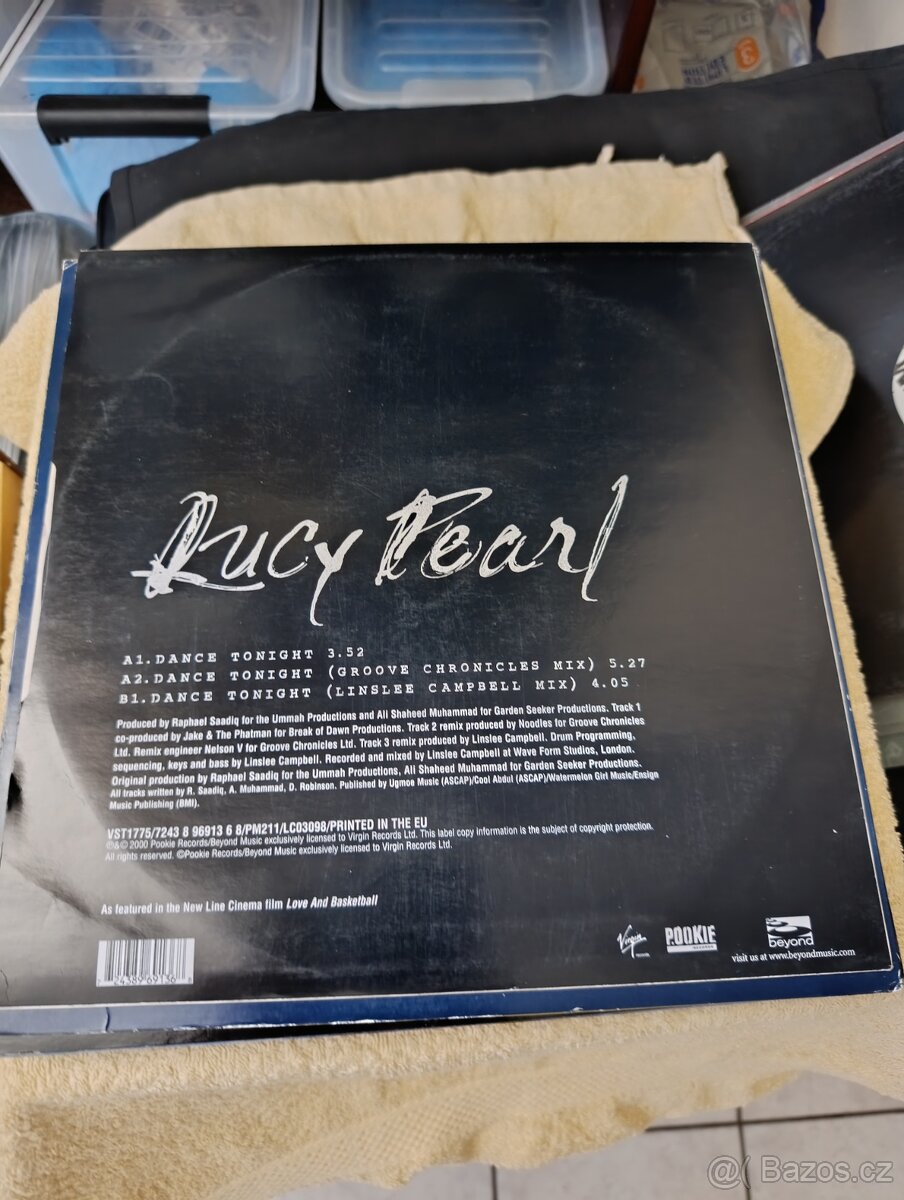 Lucy Pearl
A1.DANCE TONIGHT 3.52
A2.DANCE TONIGHT (GROOVE CHRONICLES MIX) 5.27
B1.DANCE TONIGHT (LINSLEE CAMPBELL MIX) 4.05
Produced by Raphael Saadiq for the Ummah Productions and Ali Shaheed Muhammad for Garden Seeker Productions. Track 1
co-produced by Jake & The Phatman for Break of Dawn Productions. Track 2 remix produced by Noodles for Groove Chronicles
Ltd. Remix engineer Nelson V for Groove Chronicles Ltd. Track 3 remix produced by Linslee Campbell. Drum Programming,
sequencing, keys and bass by Linslee Campbell. Recorded and mixed by Linslee Campbell at Wave Form Studios, London.
Original production by Raphael Saadiq for the Ummah Productions, Ali Shaheed Muhammad for Garden Seeker Productions.
All tracks written by R. Saadiq, A. Muhammad, D. Robinson. Published by Ugmoe Music (ASCAP)/Cool Abdul (ASCAP)/Watermelon Girl Music/Ensign
Music Publishing (BMI).
VST1775/7243 8 96913 6 8/PM211/LC03098/PRINTED IN THE EU
℗&© 2000 Pookie Records/Beyond Music exclusively licensed to Virgin Records Ltd. This label copy information is the subject of copyright protection.
All rights reserved. ©Pookie Records/Beyond Music exclusively licensed to Virgin Records Ltd.
As featured in the New Line Cinema film Love And Basketball
24389 69136
Virgin
POOKIE
beyond
visit us at www.beyondmusic.com
@( Bazos.cz